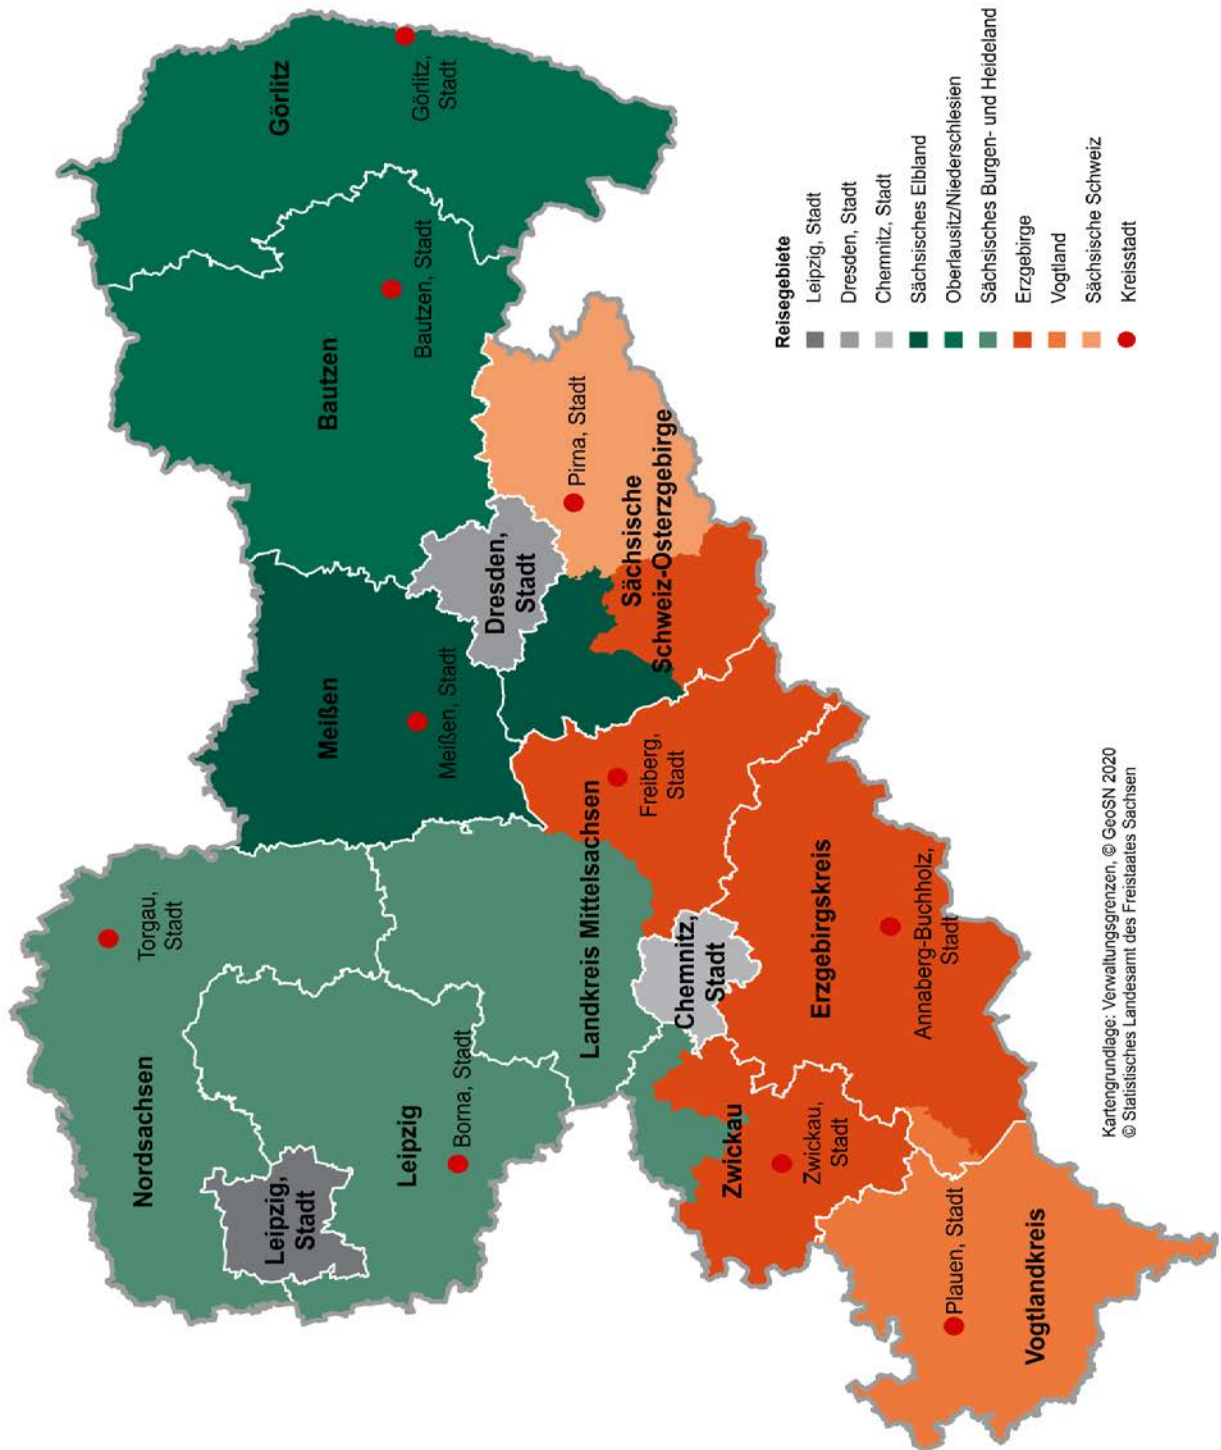 Görlitz
Görlitz,
Stadt
Bautzen
Bautzen, Stadt
Meißen
Meißen, Stadt
Dresden,
Stadt
Pirna, Stadt
Sächsische
Schweiz-Osterzgebirge
Torgau,
Stadt
Nordsachsen
Leipzig,
Stadt
Leipzig
Borna, Stadt
Landkreis Mittelsachsen
Freiberg,
Stadt
Chemnitz,
Stadt
Erzgebirgskreis
Annaberg-Buchholz,
Stadt
Zwickau
Zwickau,
Stadt
Plauen, Stadt
Vogtlandkreis
Reisegebiete
Leipzig, Stadt
Dresden, Stadt
Chemnitz, Stadt
Sächsisches Elbland
Oberlausitz/Niederschlesien
Sächsisches Burgen- und Heideland
Erzgebirge
Vogtland
Sächsische Schweiz
Kreisstadt
Kartengrundlage: Verwaltungsgrenzen, © GeoSN 2020
© Statistisches Landesamt des Freistaates Sachsen